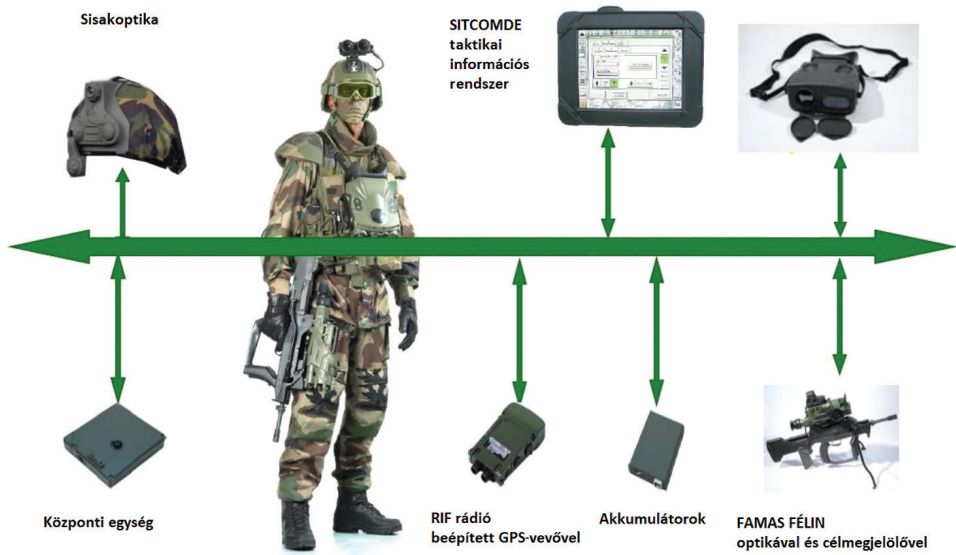 Sisakoptika
SITCOMDE
taktikai
információs
rendszer
Központi egység
RIF rádió
beépített GPS-vevővel
Akkumulátorok
FAMAS FÉLIN
optikával és célmegjelölővel